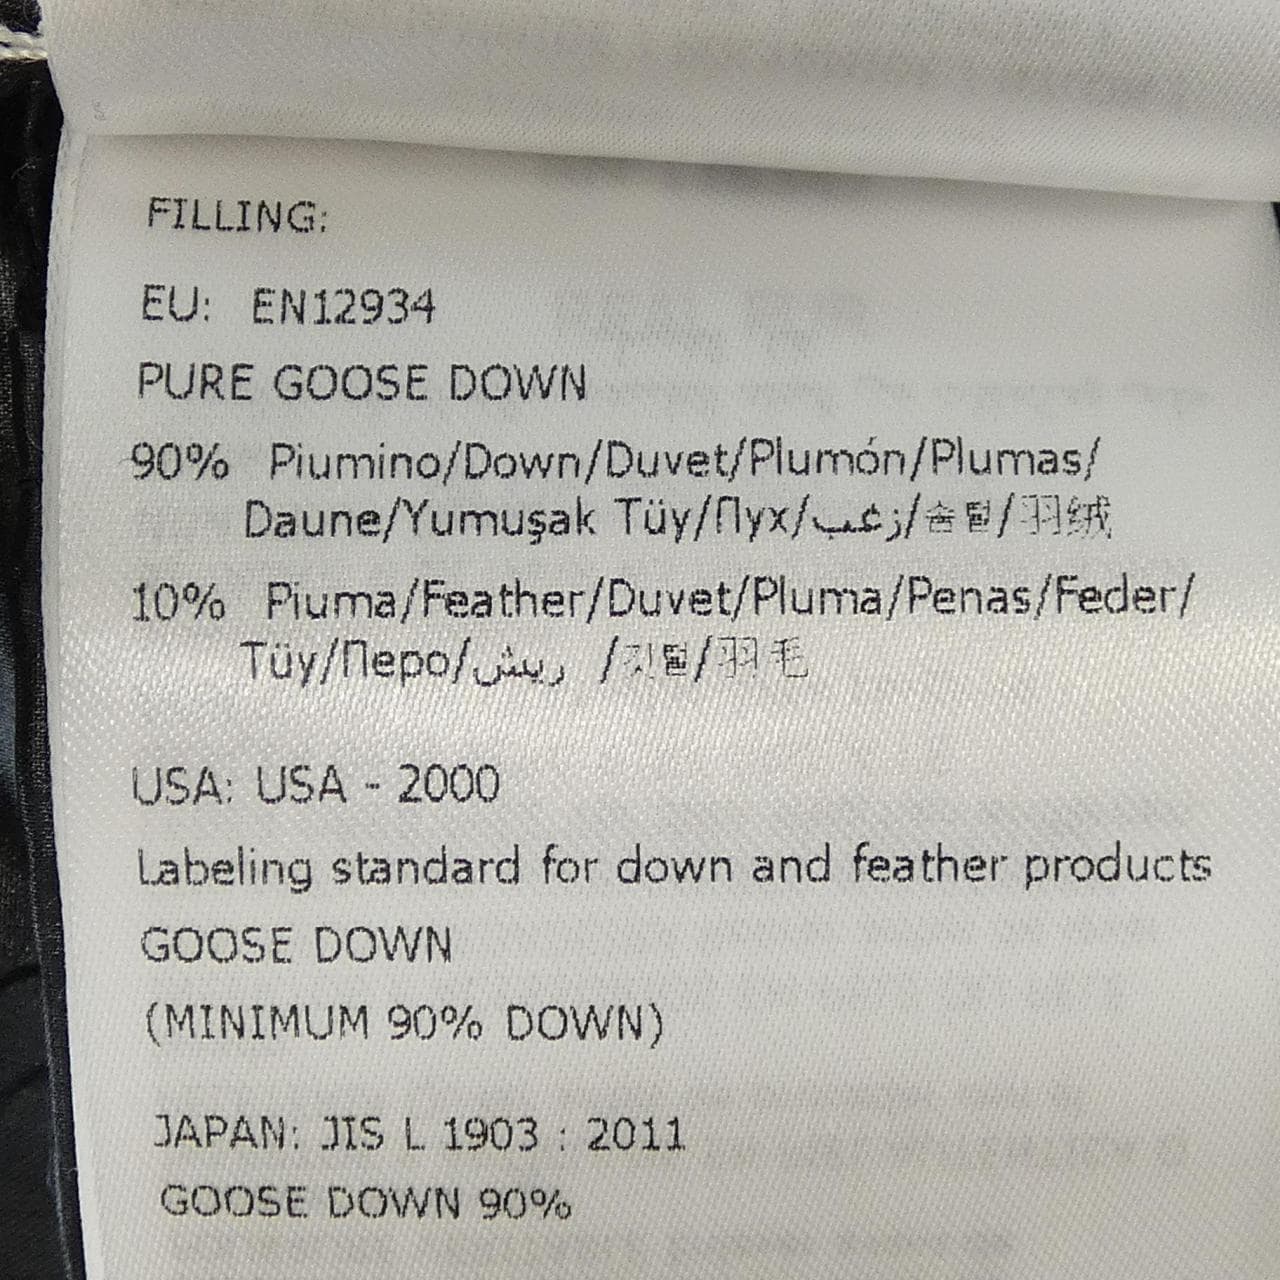 FILLING:
EU: EN12934
PURE GOOSE DOWN
90% Piumino/Down/Duvet/Plumón/Plumas/
Daune/Yumuşak Tüy/Пух/زغب/솜털/羽绒
10% Piuma/Feather/Duvet/Pluma/Penas/Feder/
Tüy/Перо/ريش /깃털/羽毛
USA: USA - 2000
Labeling standard for down and feather products
GOOSE DOWN
(MINIMUM 90% DOWN)
JAPAN: JIS L 1903 : 2011
GOOSE DOWN 90%